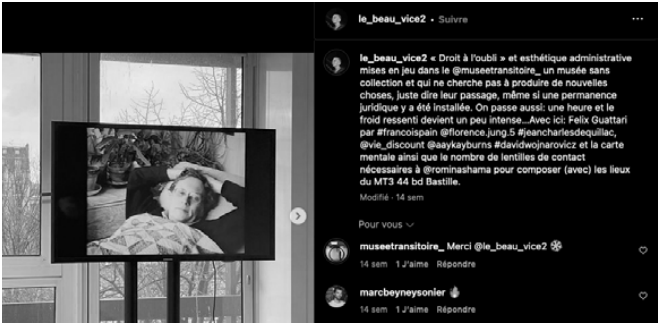 le_beau_vice2 • Suivre
le_beau_vice2 « Droit à l'oubli » et esthétique administrative
mises en jeu dans le @museetransitoire_ un musée sans
collection et qui ne cherche pas à produire de nouvelles
choses, juste dire leur passage, même si une permanence
juridique y a été installée. On passe aussi: une heure et le
froid ressenti devient un peu intense...Avec ici: Felix Guattari
par #francoispain @florence.jung.5 #jeancharlesdequillac,
@vie_discount @aaykayburns #davidwojnarovicz et la carte
mentale ainsi que le nombre de lentilles de contact
nécessaires à @rominashama pour composer (avec) les lieux
du MT3 44 bd Bastille.
Modifié · 14 sem
Pour vous
museetransitoire_ Merci @le_beau_vice2
14 sem 1 J'aime Répondre
marcbeyneysonier
14 sem 1 J'aime Répondre